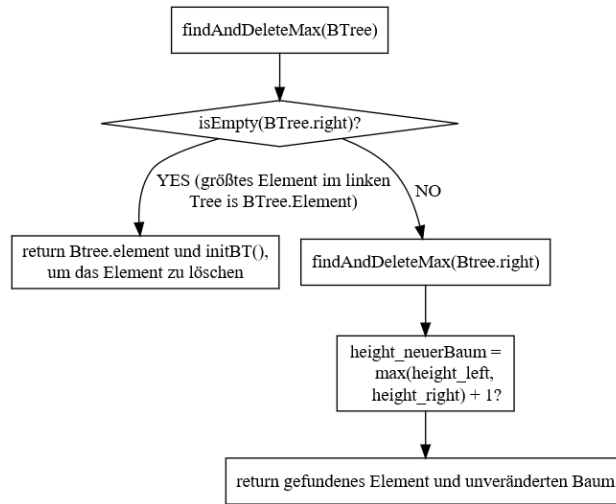 findAndDeleteMax(BTree)
isEmpty(BTree.right)?
YES (größtes Element im linken
Tree is BTree.Element)
NO
return Btree.element und initBT(),
um das Element zu löschen
findAndDeleteMax(Btree.right)
height_neuerBaum =
max(height_left,
height_right) + 1?
return gefundenes Element und unveränderten Baum